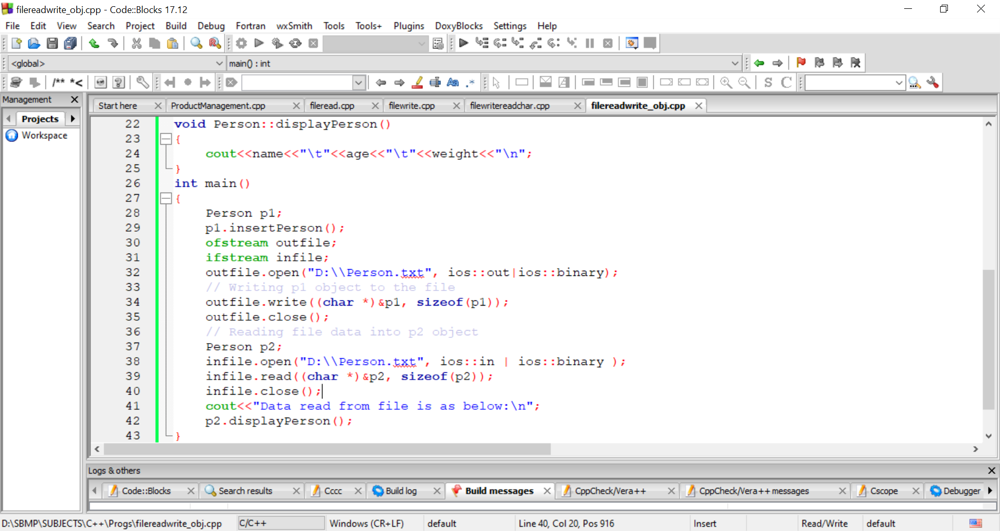 filereadwrite_obj.cpp - Code::Blocks 17.12
File Edit View Search Project Build Debug Fortran wxSmith Tools Tools+ Plugins DoxyBlocks Settings Help
<global> main() : int
/** *< Aa .* S C
Management
Start here ProductManagement.cpp fileread.cpp filewrite.cpp filewritereadchar.cpp filereadwrite_obj.cpp
Projects
Workspace
22 void Person::displayPerson()
23 {
24 cout<<name<<"\t"<<age<<"\t"<<weight<<"\n";
25 }
26 int main()
27 {
28 Person p1;
29 p1.insertPerson();
30 ofstream outfile;
31 ifstream infile;
32 outfile.open("D:\\Person.txt", ios::out|ios::binary);
33 // Writing p1 object to the file
34 outfile.write((char *)&p1, sizeof(p1));
35 outfile.close();
36 // Reading file data into p2 object
37 Person p2;
38 infile.open("D:\\Person.txt", ios::in | ios::binary );
39 infile.read((char *)&p2, sizeof(p2));
40 infile.close();
41 cout<<"Data read from file is as below:\n";
42 p2.displayPerson();
43 }
Logs & others
Code::Blocks Search results Cccc Build log Build messages CppCheck/Vera++ CppCheck/Vera++ messages Cscope Debugger
D:\SBMP\SUBJECTS\C++\Progs\filereadwrite_obj.cpp C/C++ Windows (CR+LF) default Line 40, Col 20, Pos 916 Insert Read/Write default